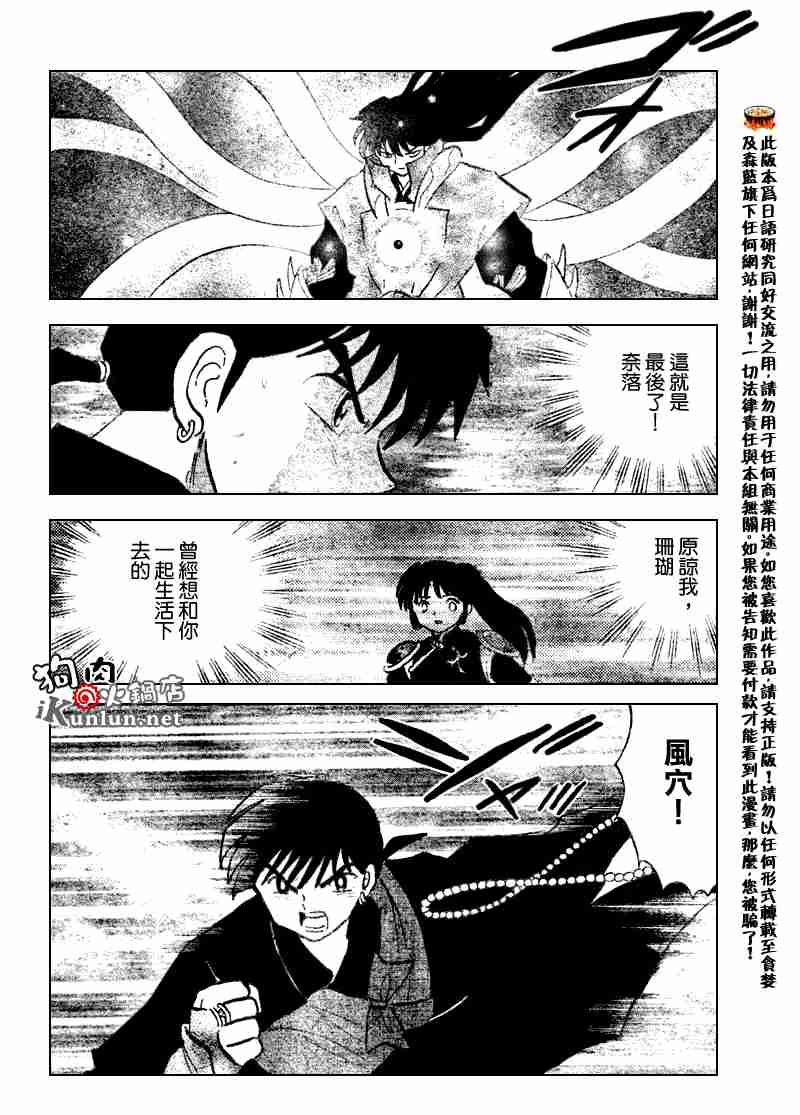 ブ
這就是
最後了！
奈落
原諒我，
珊瑚
曾經想和你
一起生活下
去的
風穴！
狗肉火鍋店
iKunlun.net
此版本爲日語研究同好交流之用，請勿用于任何商業用途。如您喜歡此作品，請支持正版！請勿以任何形式轉載至貪婪
及森藍旗下任何網站，謝謝！一切法律責任與本組無關。如果您被告知需要付款才能看到此漫畫，那麼，您被騙了！